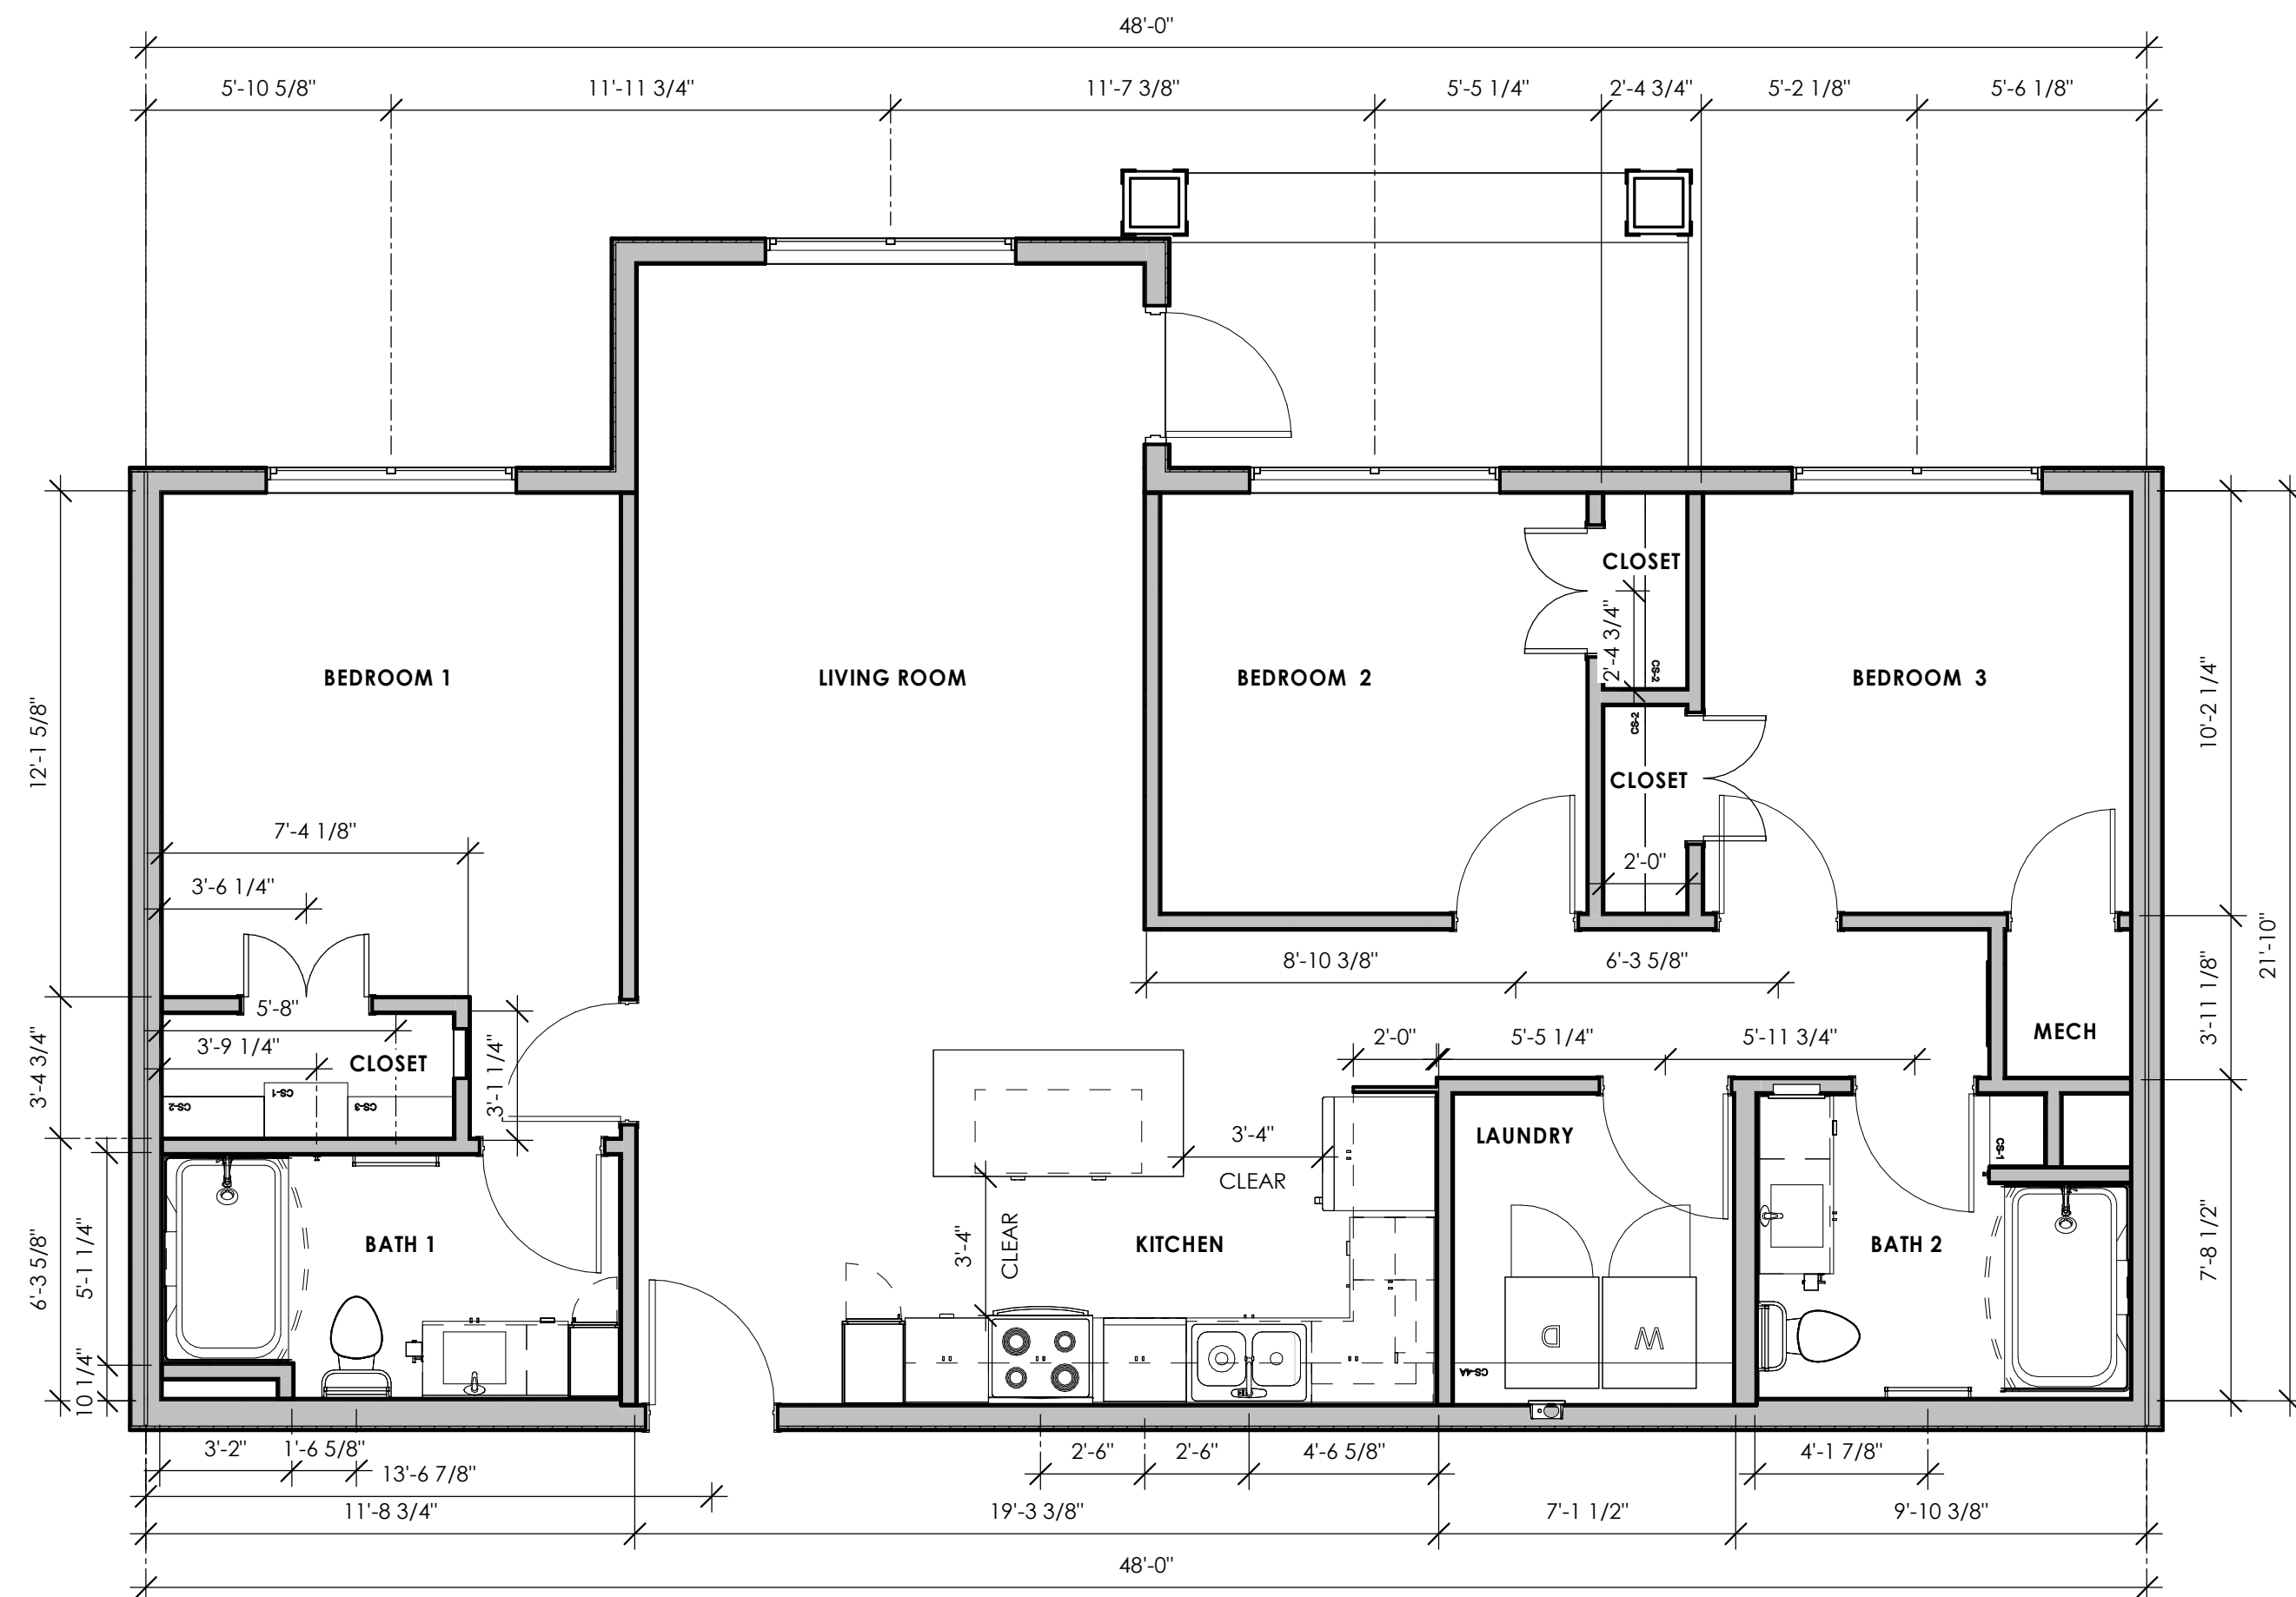 48'-0"
5'-10 5/8"
11'-11 3/4"
11'-7 3/8"
5'-5 1/4"
2'-4 3/4"
5'-2 1/8"
5'-6 1/8"
CLOSET
2'-4 3/4"
CS-2
BEDROOM 1
LIVING ROOM
BEDROOM 2
BEDROOM 3
10'-2 1/4"
12'-1 5/8"
CS-2
CLOSET
7'-4 1/8"
3'-6 1/4"
2'-0"
8'-10 3/8"
6'-3 5/8"
21'-10"
5'-8"
3'-9 1/4"
CLOSET
3'-1 1/4"
3'-4 3/4"
CS-2
CS-1
CS-3
2'-0"
5'-5 1/4"
5'-11 3/4"
MECH
3'-11 1/8"
3'-4"
CLEAR
LAUNDRY
CS-1
6'-3 5/8"
5'-1 1/4"
BATH 1
3'-4"
CLEAR
KITCHEN
BATH 2
7'-8 1/2"
D
W
CS-4A
10 1/4"
3'-2"
1'-6 5/8"
2'-6"
2'-6"
4'-6 5/8"
4'-1 7/8"
13'-6 7/8"
11'-8 3/4"
19'-3 3/8"
7'-1 1/2"
9'-10 3/8"
48'-0"